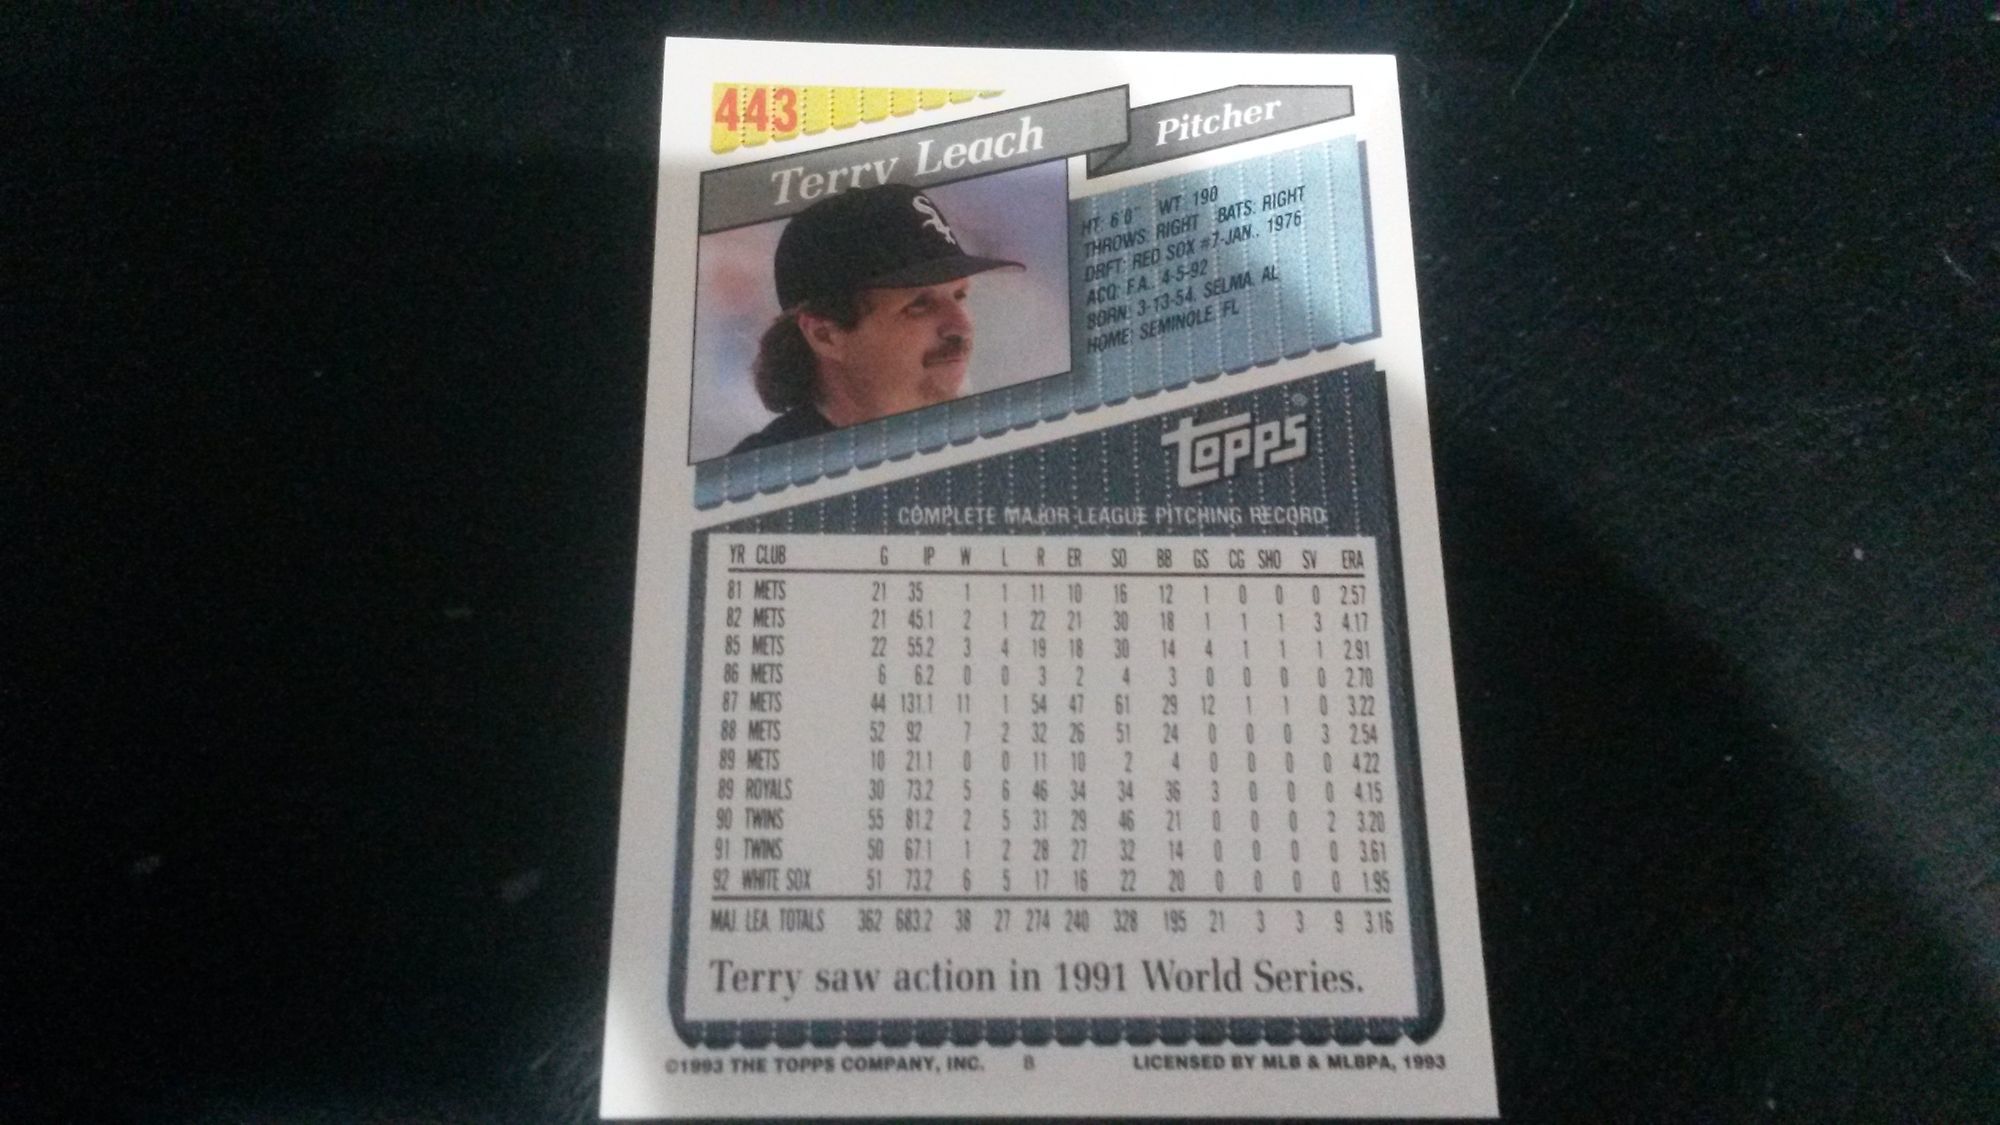 443
Terry Leach
Pitcher
HT: 6'0" WT: 190
THROWS: RIGHT BATS: RIGHT
DRFT: RED SOX #7-JAN., 1976
ACQ: F.A., 4-5-92
BORN: 3-13-54, SELMA, AL
HOME: SEMINOLE, FL
TOPPS®
COMPLETE MAJOR LEAGUE PITCHING RECORD
YR CLUB G IP W L R ER SO BB GS CG SHO SV ERA
81 METS 21 35 1 1 11 10 16 12 1 0 0 0 2.57
82 METS 21 45.1 2 1 22 21 30 18 1 1 1 3 4.17
85 METS 22 55.2 3 4 19 18 30 14 4 1 1 1 2.91
86 METS 6 6.2 0 0 3 2 4 3 0 0 0 0 2.70
87 METS 44 131.1 11 1 54 47 61 29 12 1 1 0 3.22
88 METS 52 92 7 2 32 26 51 24 0 0 0 3 2.54
89 METS 10 21.1 0 0 11 10 2 4 0 0 0 0 4.22
89 ROYALS 30 73.2 5 6 46 34 34 36 3 0 0 0 4.15
90 TWINS 55 81.2 2 5 31 29 46 21 0 0 0 2 3.20
91 TWINS 50 67.1 1 2 28 27 32 14 0 0 0 0 3.61
92 WHITE SOX 51 73.2 6 5 17 16 22 20 0 0 0 0 1.95
MAJ. LEA. TOTALS 362 683.2 38 27 274 240 328 195 21 3 3 9 3.16
Terry saw action in 1991 World Series.
©1993 THE TOPPS COMPANY, INC. B LICENSED BY MLB & MLBPA, 1993